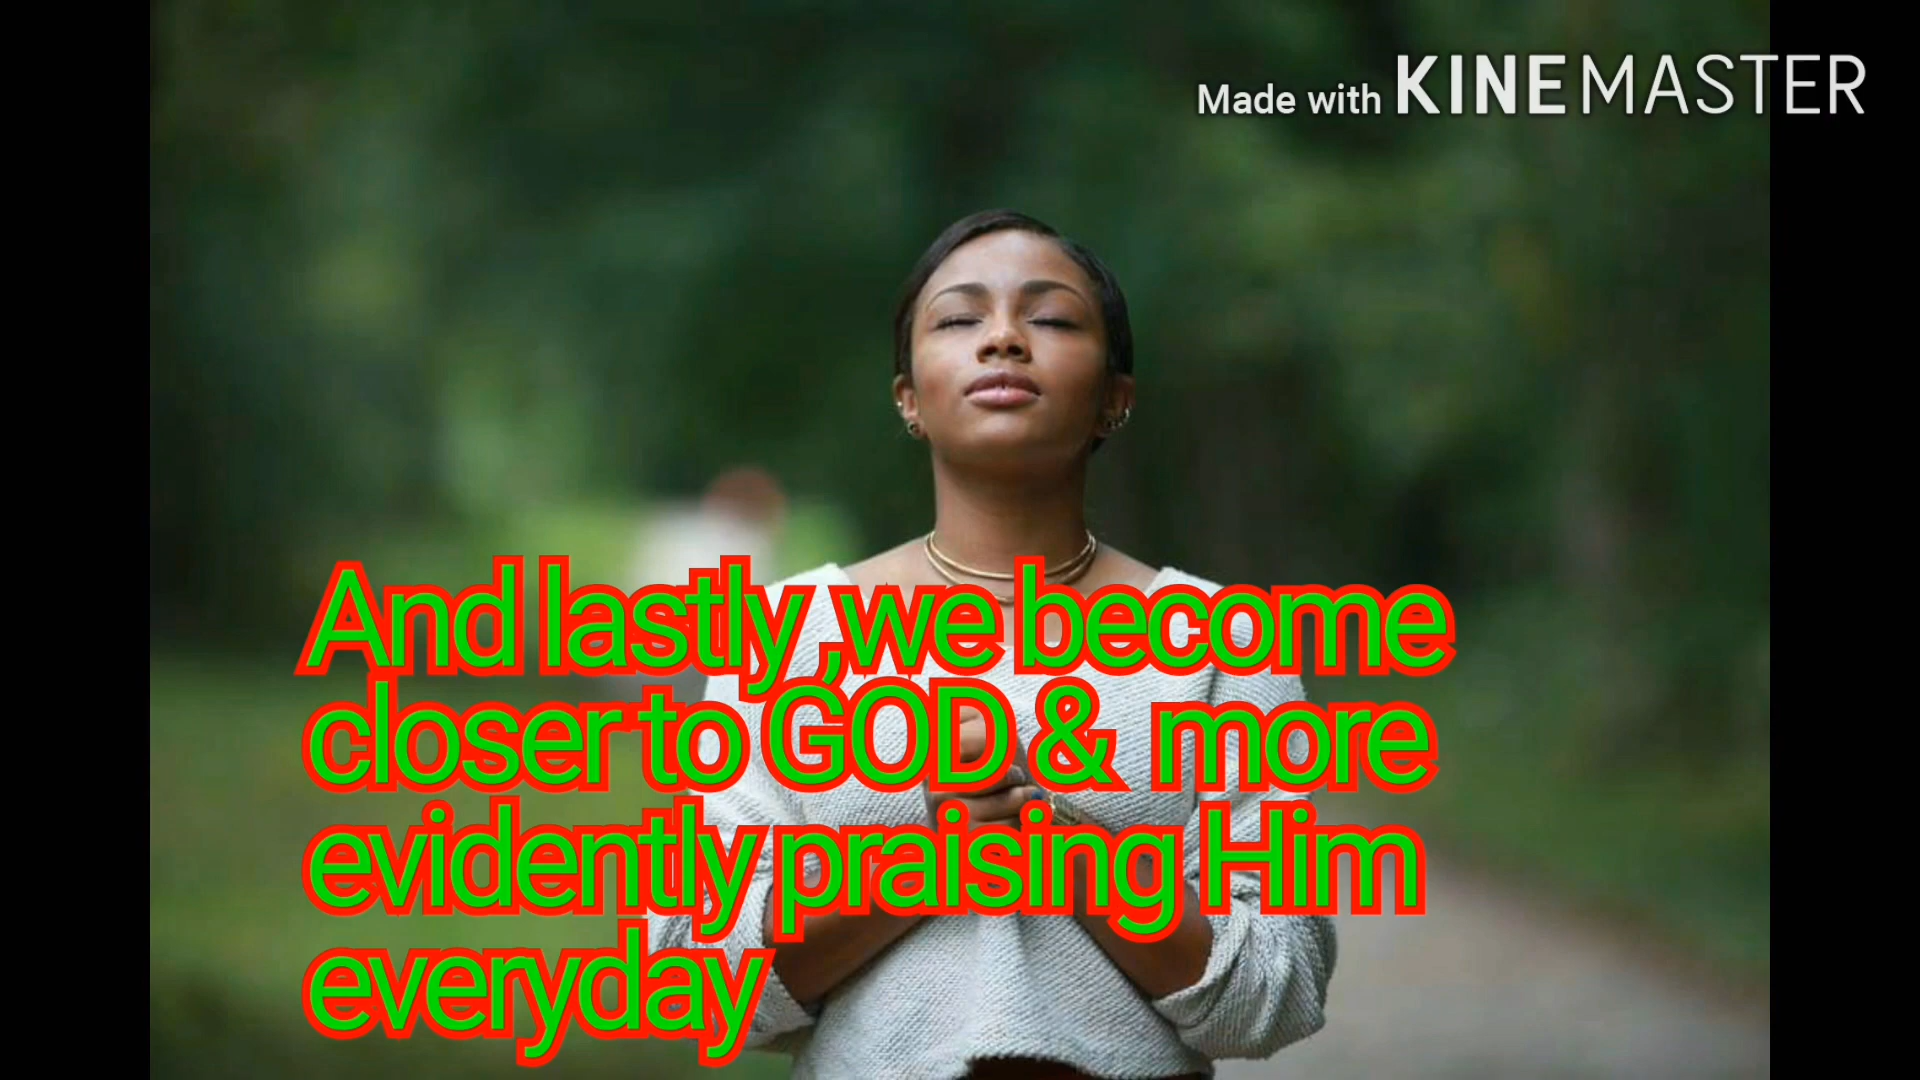 Made with KINEMASTER
And lastly ,we become
closer to GOD & more
evidently praising Him
everyday